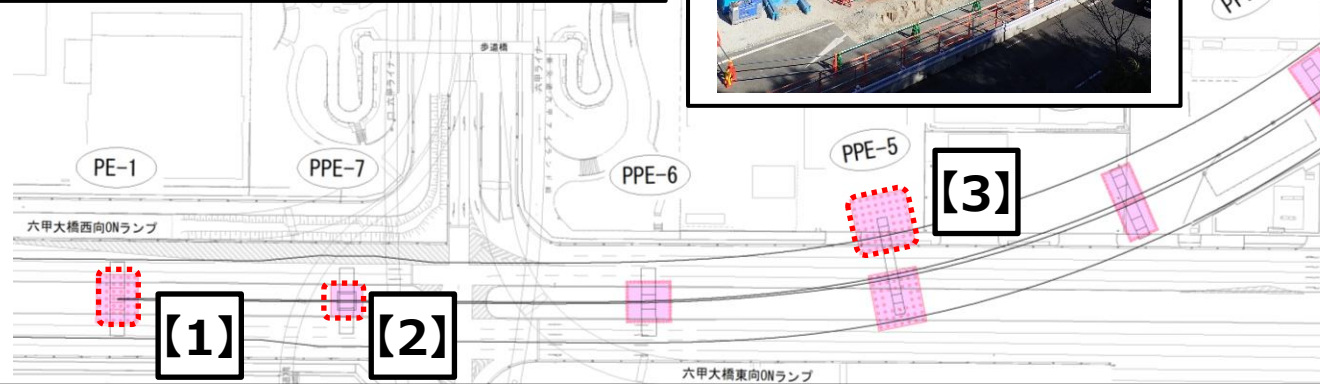 歩道橋
PE-1
PPE-7
PPE-6
PPE-5
【3】
六甲大橋西向ONランプ
【1】
【2】
六甲大橋東向ONランプ